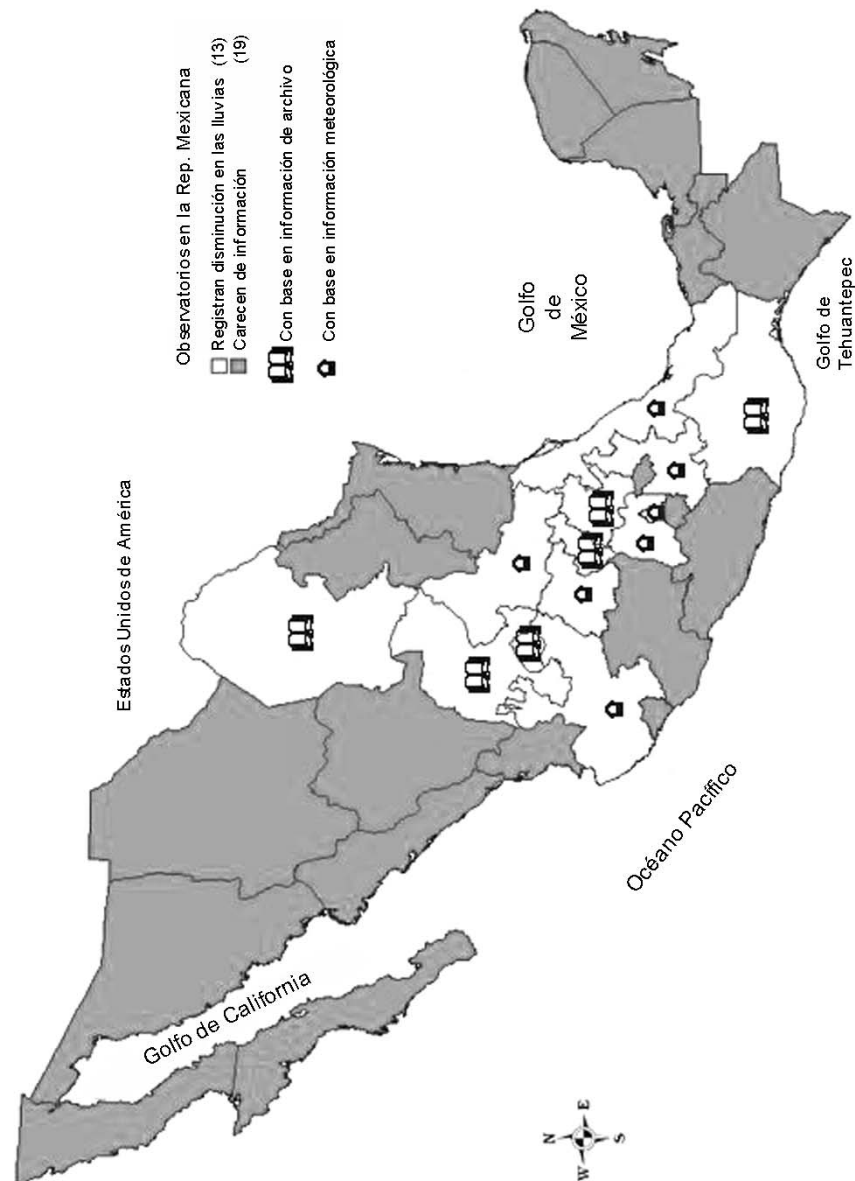 Observatorios en la Rep. Mexicana
Registran disminución en las lluvias (13)
Carecen de información (19)
Con base en información de archivo
Con base en información meteorológica
Estados Unidos de América
Golfo
de
México
Golfo de
Tehuantepec
Golfo de California
Océano Pacífico
N
W E
S